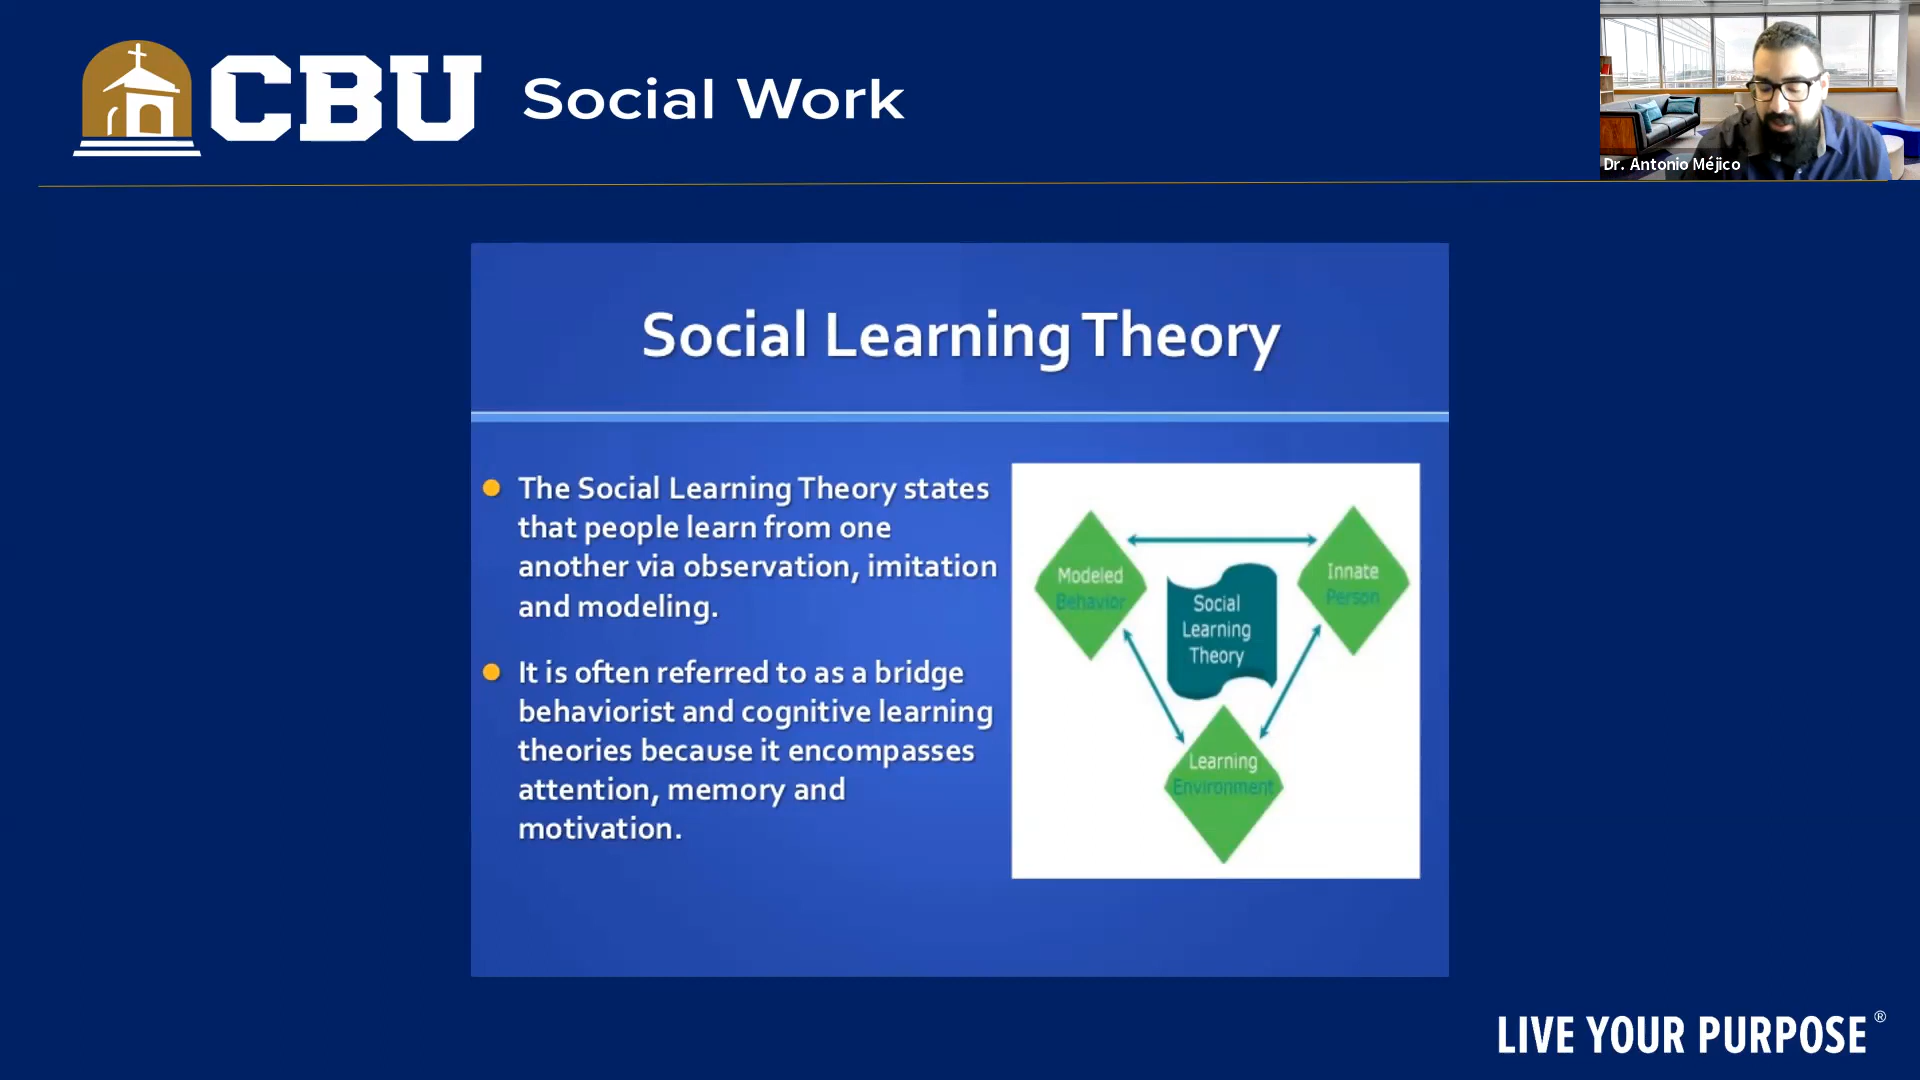 CBU Social Work
Dr. Antonio Méjico
Social Learning Theory
The Social Learning Theory states
that people learn from one
another via observation, imitation
and modeling.
It is often referred to as a bridge
behaviorist and cognitive learning
theories because it encompasses
attention, memory and
motivation.
Modeled
Behavior
Innate
Person
Social
Learning
Theory
Learning
Environment
LIVE YOUR PURPOSE®